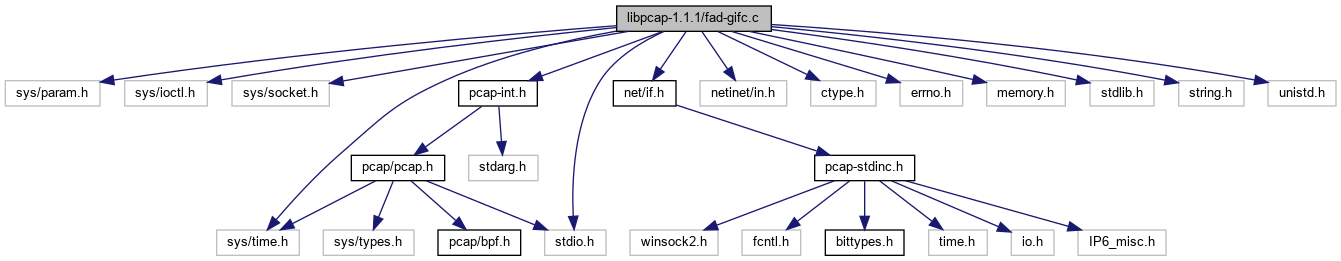 libpcap-1.1.1/fad-gifc.c
sys/param.h
sys/ioctl.h
sys/socket.h
pcap-int.h
net/if.h
netinet/in.h
ctype.h
errno.h
memory.h
stdlib.h
string.h
unistd.h
pcap/pcap.h
stdarg.h
pcap-stdinc.h
sys/time.h
sys/types.h
pcap/bpf.h
stdio.h
winsock2.h
fcntl.h
bittypes.h
time.h
io.h
IP6_misc.h